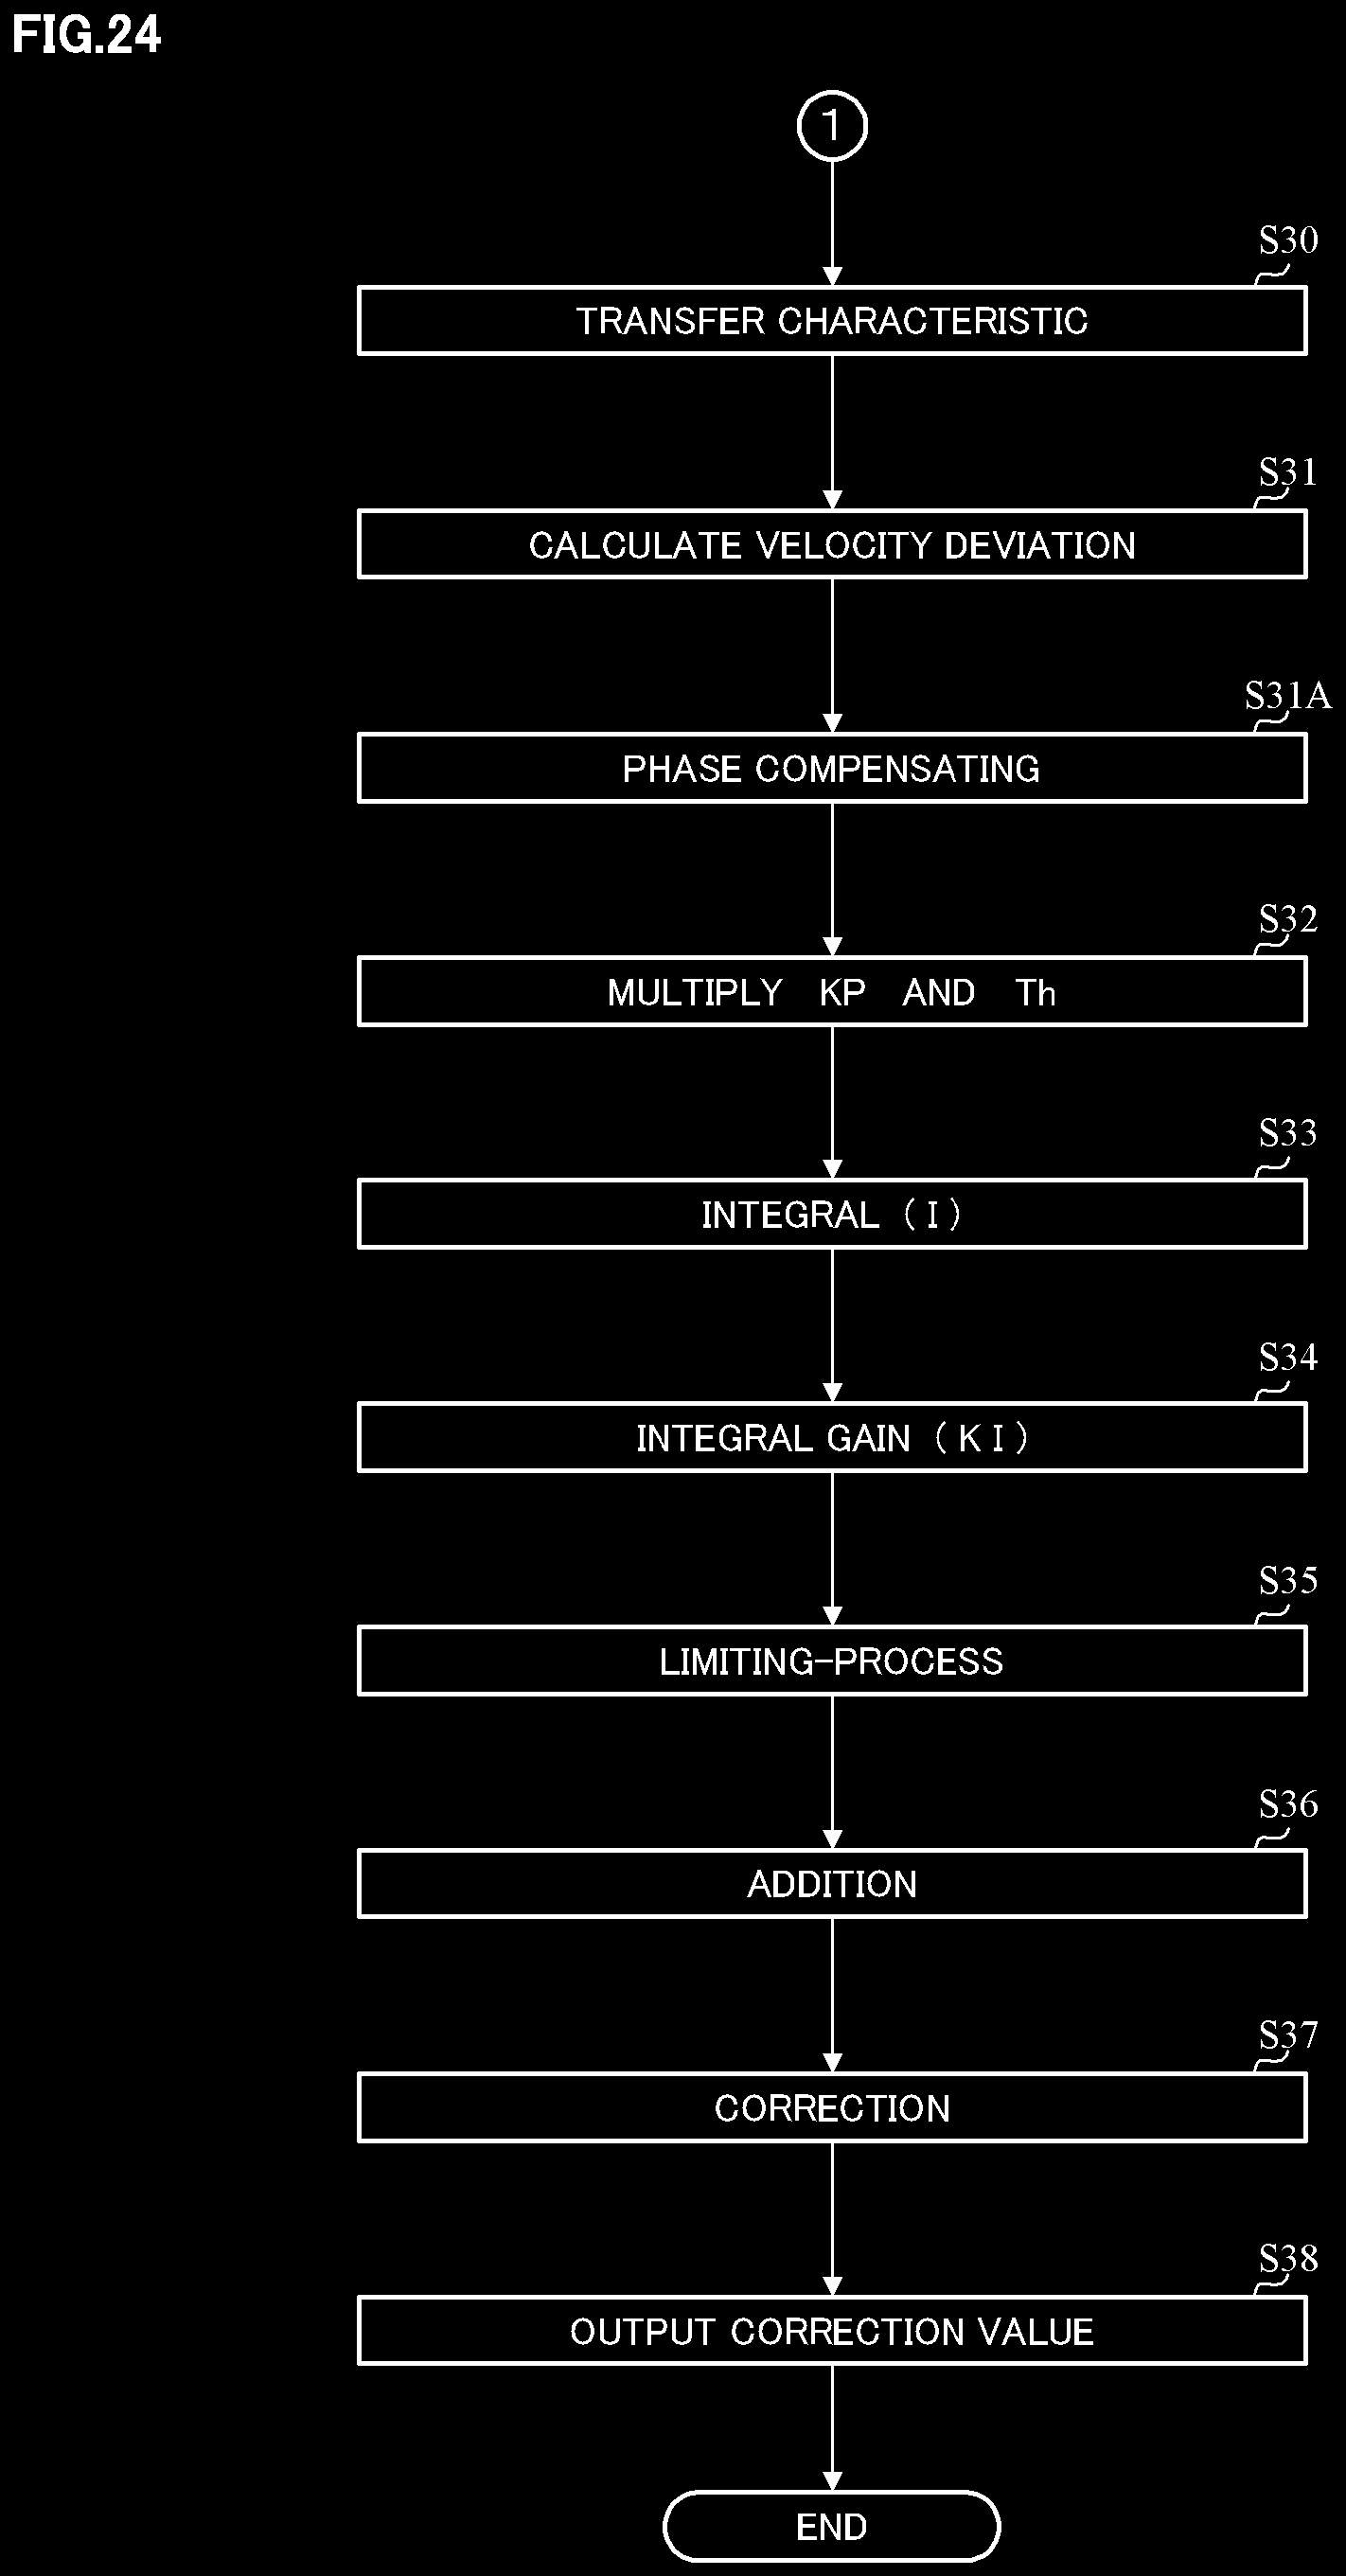 FIG.24
1
S30
TRANSFER CHARACTERISTIC
S31
CALCULATE VELOCITY DEVIATION
S31A
PHASE COMPENSATING
S32
MULTIPLY KP AND Th
S33
INTEGRAL (I)
S34
INTEGRAL GAIN (KI)
S35
LIMITING-PROCESS
S36
ADDITION
S37
CORRECTION
S38
OUTPUT CORRECTION VALUE
END